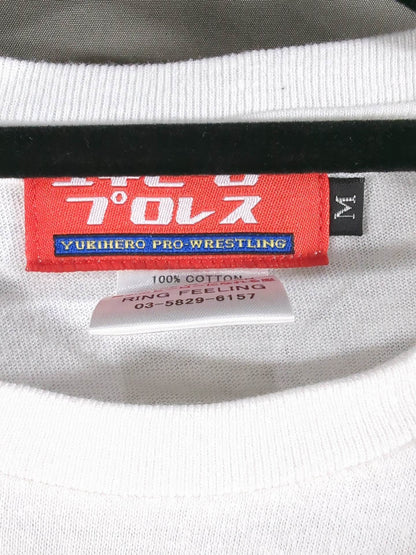 プロレス
YUKIHERO PRO-WRESTLING
M
100% COTTON
RING FEELING
03-5829-6157